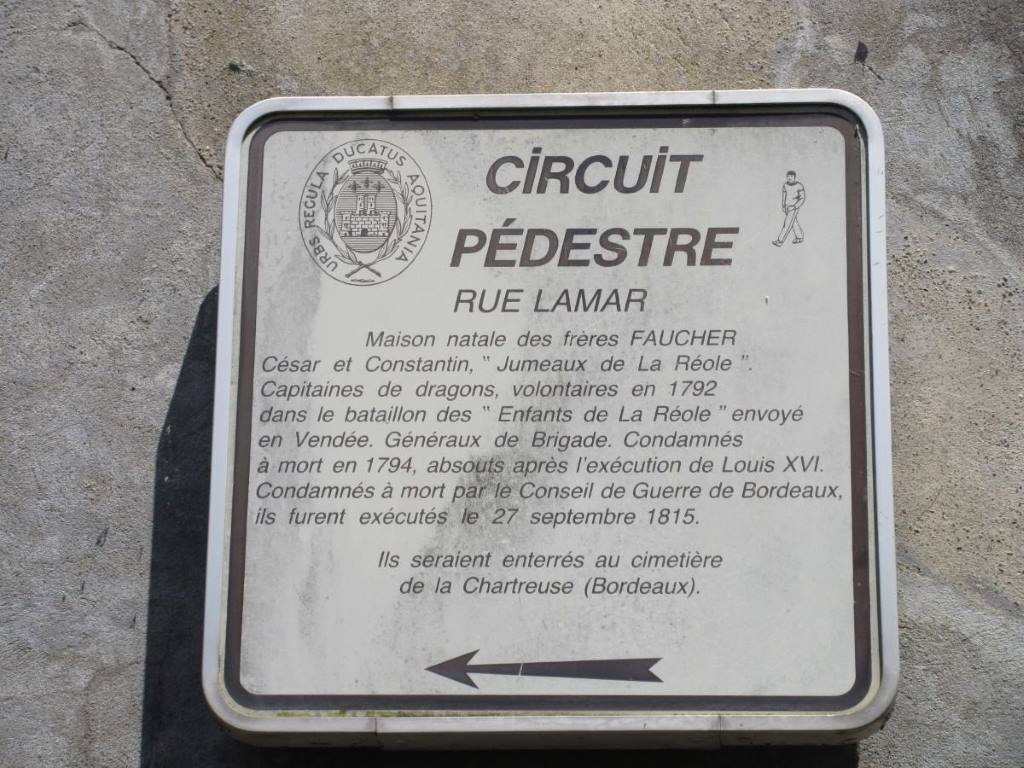 URBS REGULA DUCATUS AQUITANIA
CIRCUIT
PÉDESTRE
RUE LAMAR
Maison natale des frères FAUCHER
César et Constantin, " Jumeaux de La Réole ".
Capitaines de dragons, volontaires en 1792
dans le bataillon des " Enfants de La Réole " envoyé
en Vendée. Généraux de Brigade. Condamnés
à mort en 1794, absouts après l'exécution de Louis XVI.
Condamnés à mort par le Conseil de Guerre de Bordeaux,
ils furent exécutés le 27 septembre 1815.
Ils seraient enterrés au cimetière
de la Chartreuse (Bordeaux).